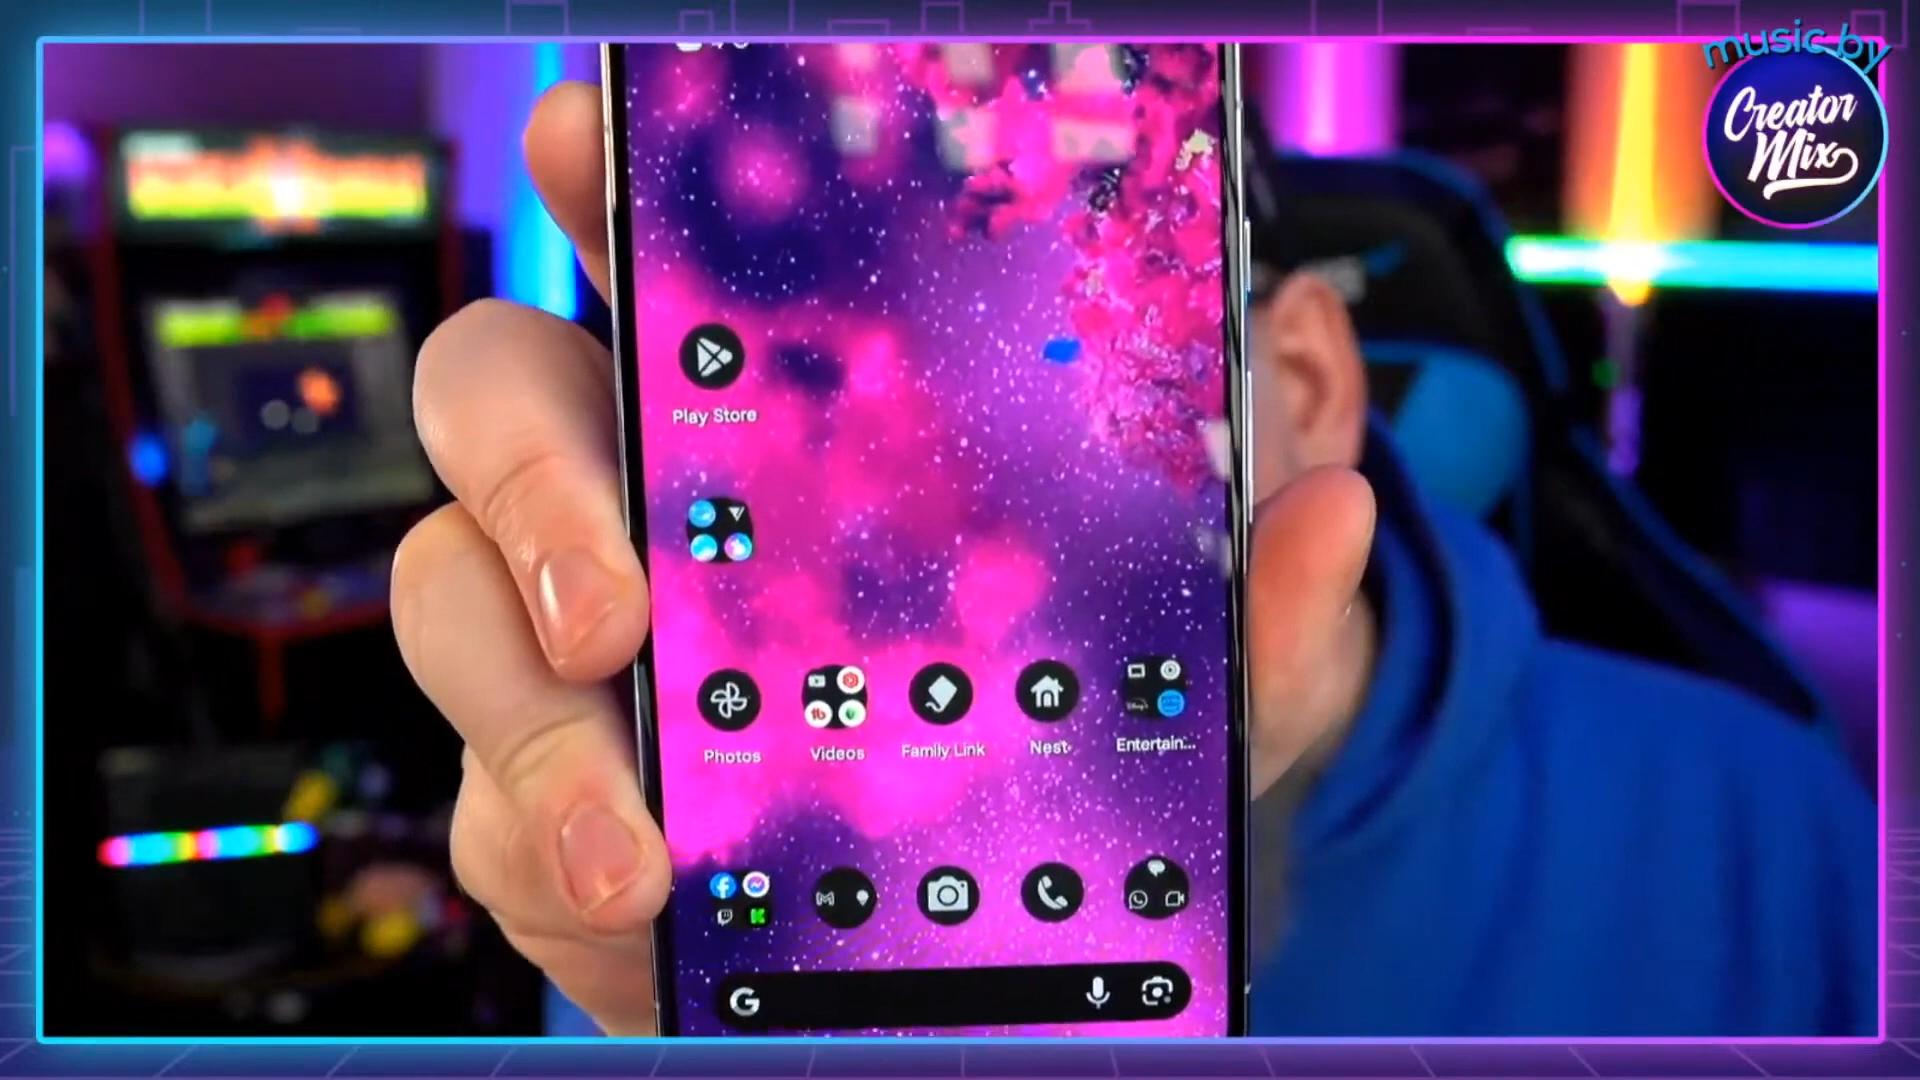 music by
Creator
Mix
Play Store
Photos
Videos
Family Link
Nest
Entertain...
G